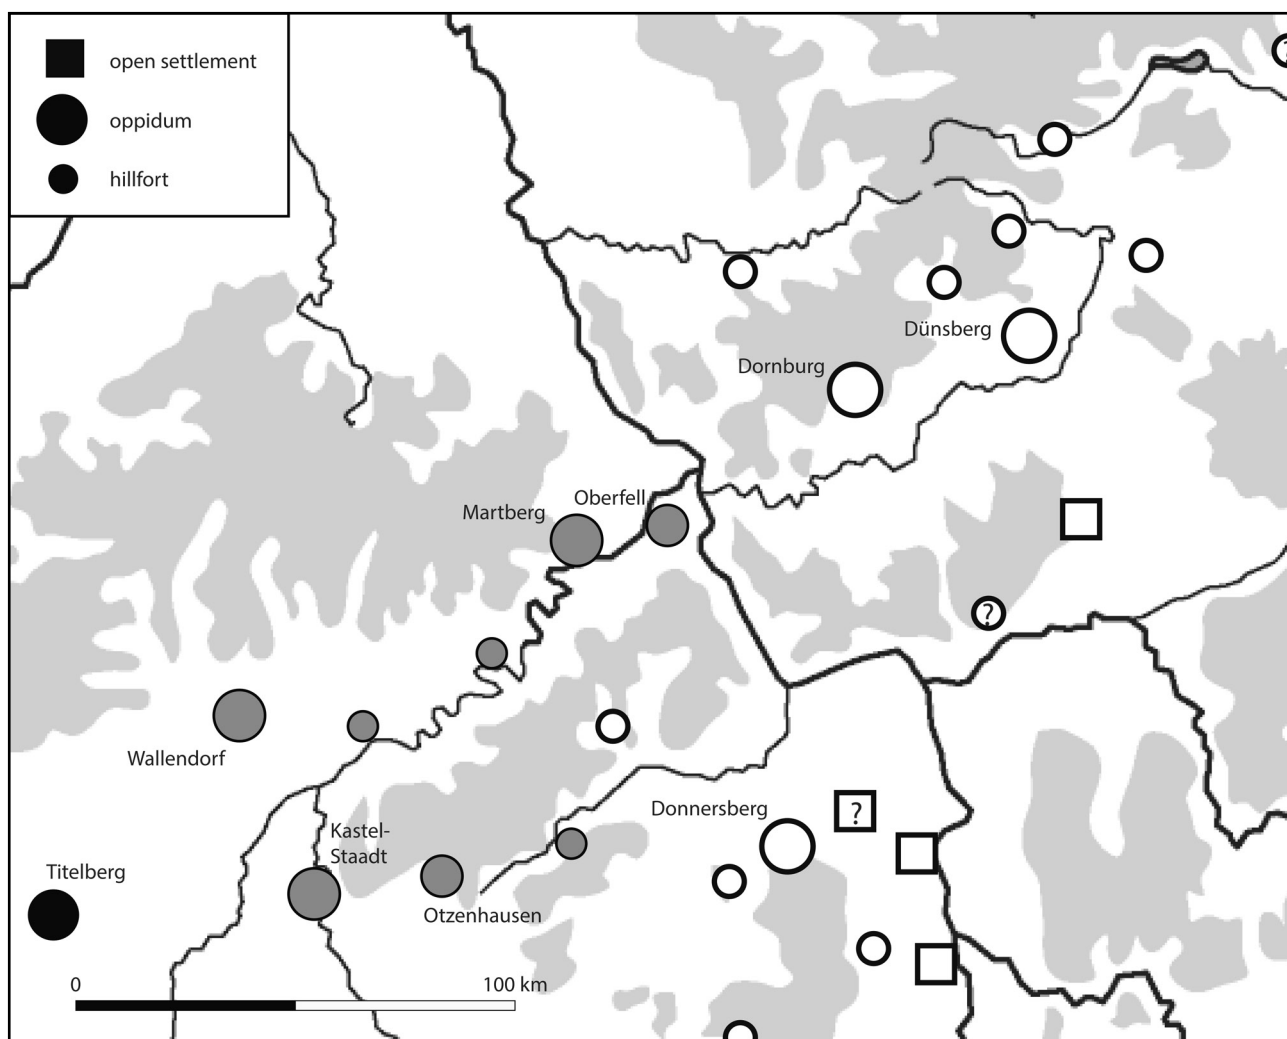 open settlement
oppidum
hillfort
?
Dünsberg
Dornburg
Oberfell
Martberg
?
Wallendorf
Donnersberg
?
Kastel-
Staadt
Titelberg
Otzenhausen
0
100 km